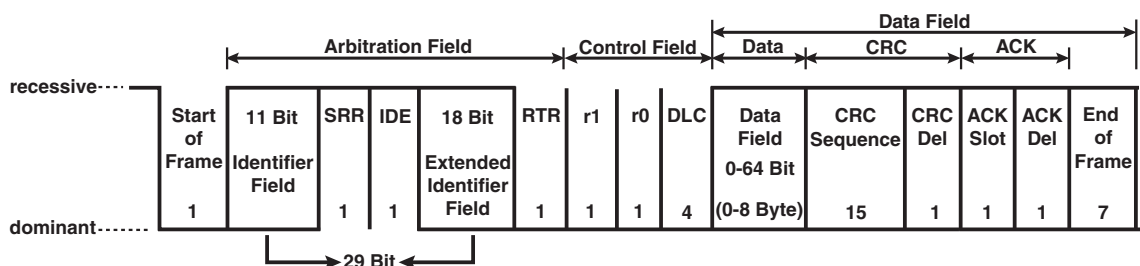 Data Field
Arbitration Field Control Field Data CRC ACK
recessive
Start of Frame 1
11 Bit Identifier Field
SRR 1
IDE 1
18 Bit Extended Identifier Field
RTR 1
r1 1
r0 1
DLC 4
Data Field 0-64 Bit (0-8 Byte)
CRC Sequence 15
CRC Del 1
ACK Slot 1
ACK Del 1
End of Frame 7
dominant
29 Bit